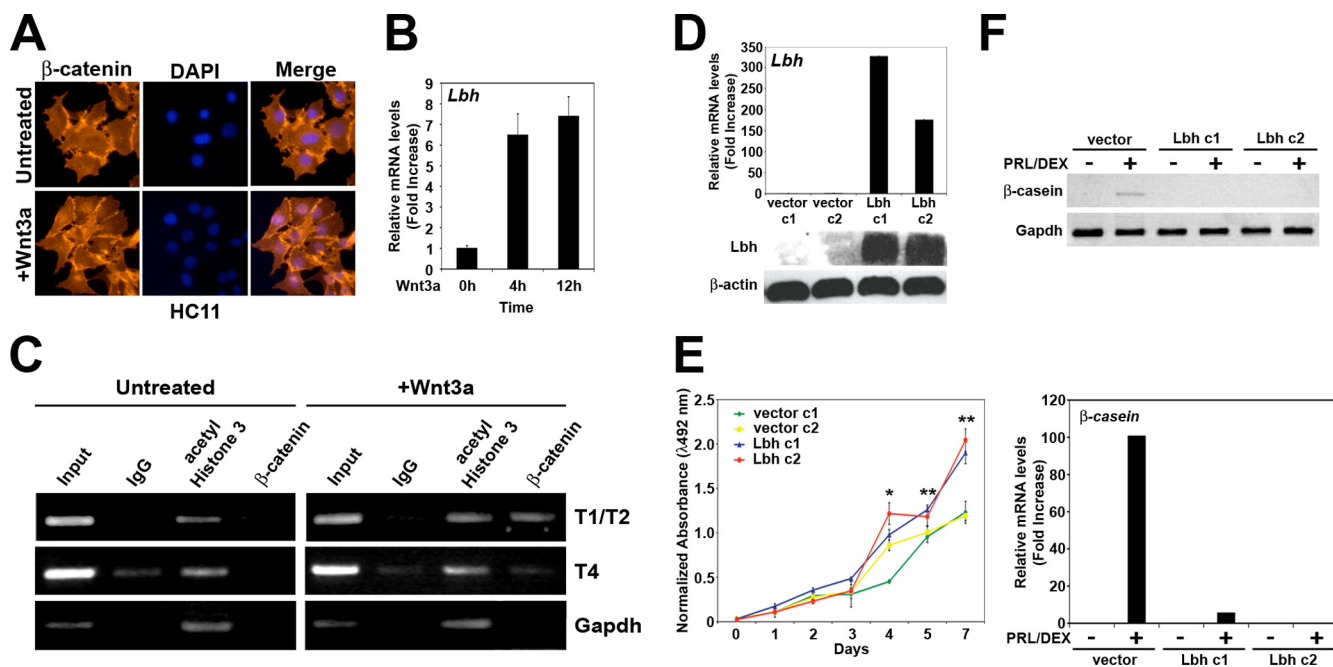 A
β-catenin DAPI Merge
Untreated
+Wnt3a
HC11
B
Lbh
Relative mRNA levels
(Fold Increase)
9
8
7
6
5
4
3
2
1
0
Wnt3a 0h 4h 12h
Time
C
Untreated +Wnt3a
Input IgG acetyl Histone 3 β-catenin Input IgG acetyl Histone 3 β-catenin
T1/T2
T4
Gapdh
D
Lbh
Relative mRNA levels
(Fold Increase)
350
300
250
200
150
100
50
0
vector c1 vector c2 Lbh c1 Lbh c2
Lbh
β-actin
E
Normalized Absorbance (λ492 nm)
2.5
2.0
1.5
1.0
0.5
0
vector c1
vector c2
Lbh c1
Lbh c2
* ** **
0 1 2 3 4 5 7
Days
F
vector Lbh c1 Lbh c2
PRL/DEX - + - + - +
β-casein
Gapdh
β-casein
Relative mRNA levels
(Fold Increase)
120
100
80
60
40
20
0
PRL/DEX - + - + - +
vector Lbh c1 Lbh c2